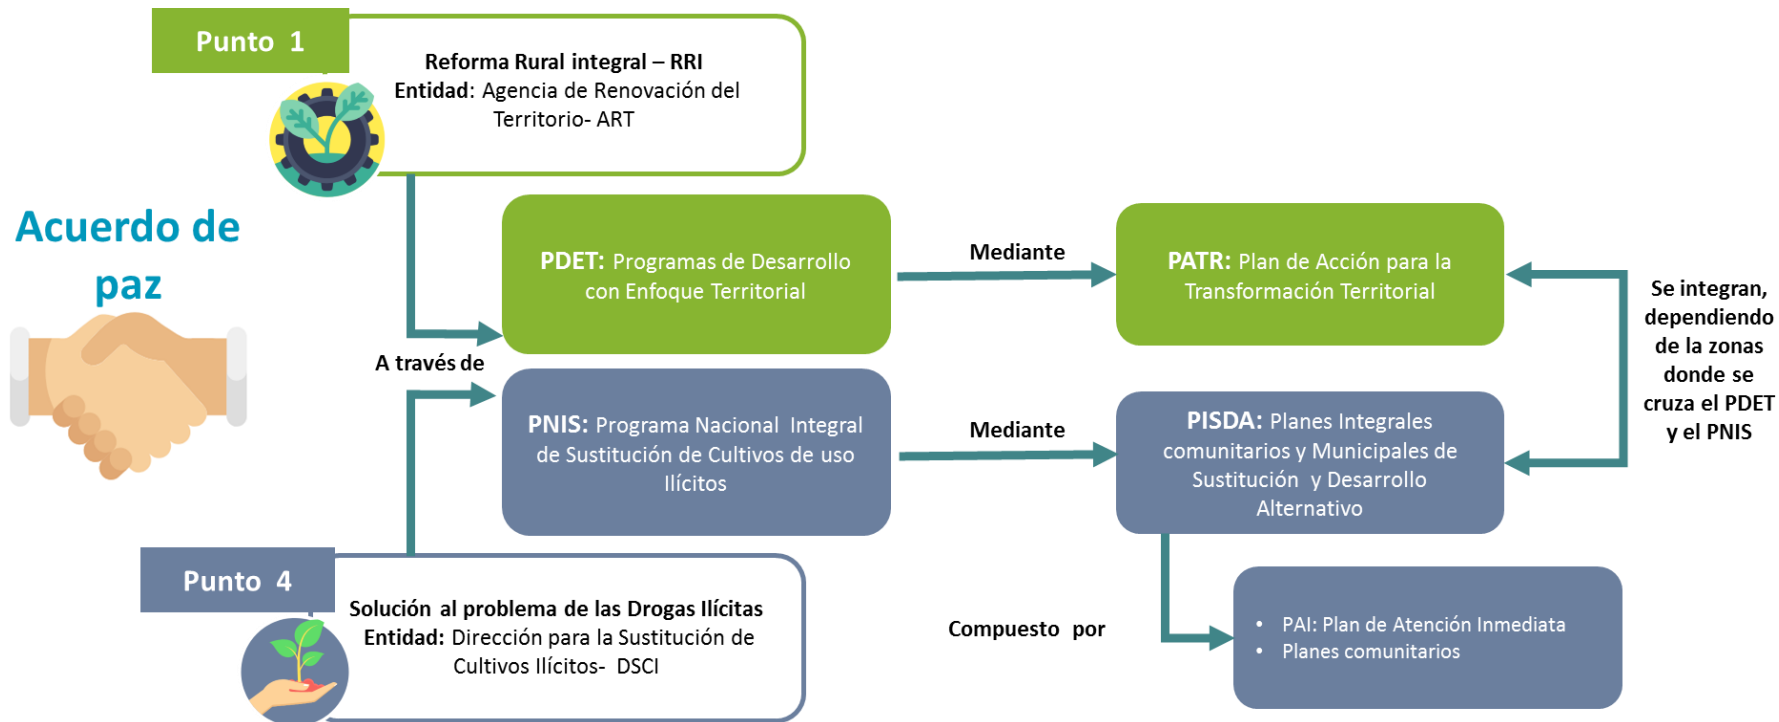 Punto 1
Reforma Rural integral – RRI
Entidad: Agencia de Renovación del
Territorio- ART
Acuerdo de
paz
PDET: Programas de Desarrollo
con Enfoque Territorial
Mediante
PATR: Plan de Acción para la
Transformación Territorial
Se integran,
dependiendo
de la zonas
donde se
cruza el PDET
y el PNIS
A través de
PNIS: Programa Nacional Integral
de Sustitución de Cultivos de uso
Ilícitos
Mediante
PISDA: Planes Integrales
comunitarios y Municipales de
Sustitución y Desarrollo
Alternativo
Punto 4
Solución al problema de las Drogas Ilícitas
Entidad: Dirección para la Sustitución de
Cultivos Ilícitos- DSCI
Compuesto por
• PAI: Plan de Atención Inmediata
• Planes comunitarios